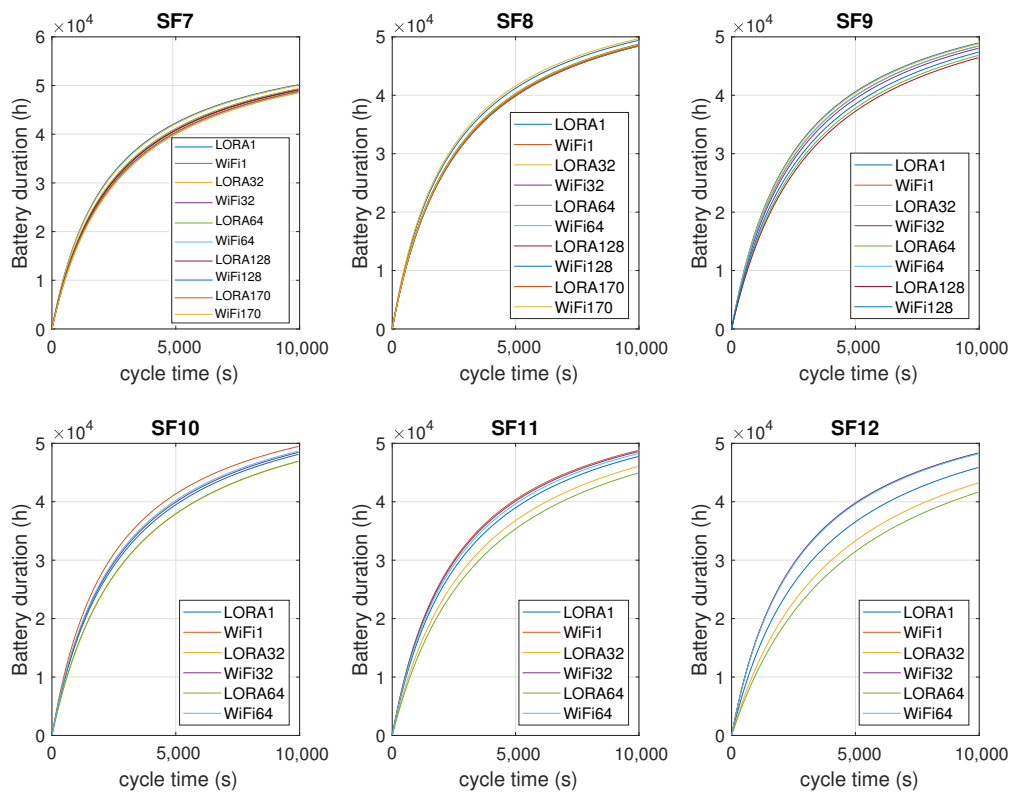 SF7
×10⁴
6
5
4
3
2
1
0
Battery duration (h)
LORA1
WiFi1
LORA32
WiFi32
LORA64
WiFi64
LORA128
WiFi128
LORA170
WiFi170
0 5,000 10,000
cycle time (s)
SF8
×10⁴
5
4
3
2
1
0
Battery duration (h)
LORA1
WiFi1
LORA32
WiFi32
LORA64
WiFi64
LORA128
WiFi128
LORA170
WiFi170
0 5,000 10,000
cycle time (s)
SF9
×10⁴
5
4
3
2
1
0
Battery duration (h)
LORA1
WiFi1
LORA32
WiFi32
LORA64
WiFi64
LORA128
WiFi128
0 5,000 10,000
cycle time (s)
SF10
×10⁴
5
4
3
2
1
0
Battery duration (h)
LORA1
WiFi1
LORA32
WiFi32
LORA64
WiFi64
0 5,000 10,000
cycle time (s)
SF11
×10⁴
5
4
3
2
1
0
Battery duration (h)
LORA1
WiFi1
LORA32
WiFi32
LORA64
WiFi64
0 5,000 10,000
cycle time (s)
SF12
×10⁴
5
4
3
2
1
0
Battery duration (h)
LORA1
WiFi1
LORA32
WiFi32
LORA64
WiFi64
0 5,000 10,000
cycle time (s)